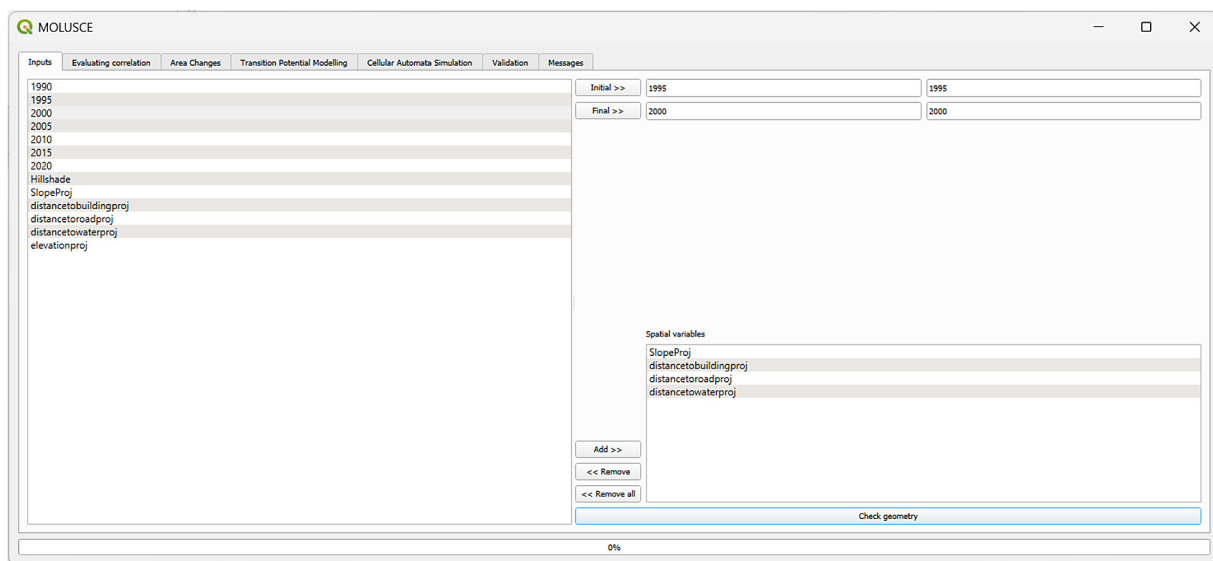 MOLUSCE
Inputs Evaluating correlation Area Changes Transition Potential Modelling Cellular Automata Simulation Validation Messages
1990
1995
2000
2005
2010
2015
2020
Hillshade
SlopeProj
distancetobuildingproj
distancetoroadproj
distancetowaterproj
elevationproj
Initial >> 1995 1995
Final >> 2000 2000
Spatial variables
SlopeProj
distancetobuildingproj
distancetoroadproj
distancetowaterproj
Add >>
<< Remove
<< Remove all
Check geometry
0%